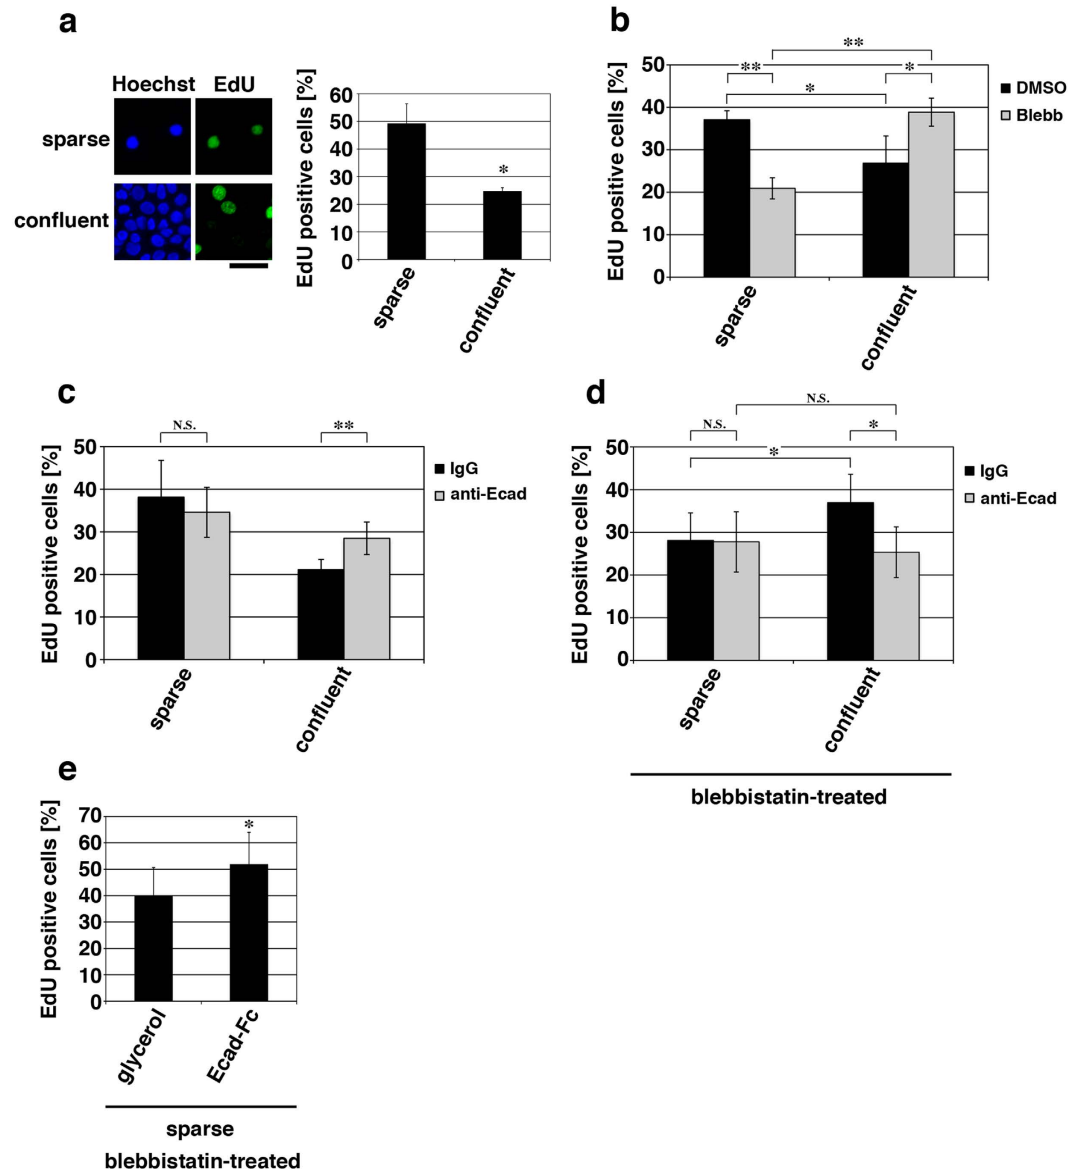 a
Hoechst EdU
sparse
confluent
EdU positive cells [%]
60
50
40
30
20
10
0
*
sparse
confluent
b
EdU positive cells [%]
50
40
30
20
10
0
**
** *
*
DMSO
Blebb
sparse
confluent
c
EdU positive cells [%]
50
40
30
20
10
0
N.S. **
IgG
anti-Ecad
sparse
confluent
d
EdU positive cells [%]
50
40
30
20
10
0
N.S.
N.S. *
*
IgG
anti-Ecad
sparse
confluent
blebbistatin-treated
e
EdU positive cells [%]
70
60
50
40
30
20
10
0
*
glycerol
Ecad-Fc
sparse
blebbistatin-treated